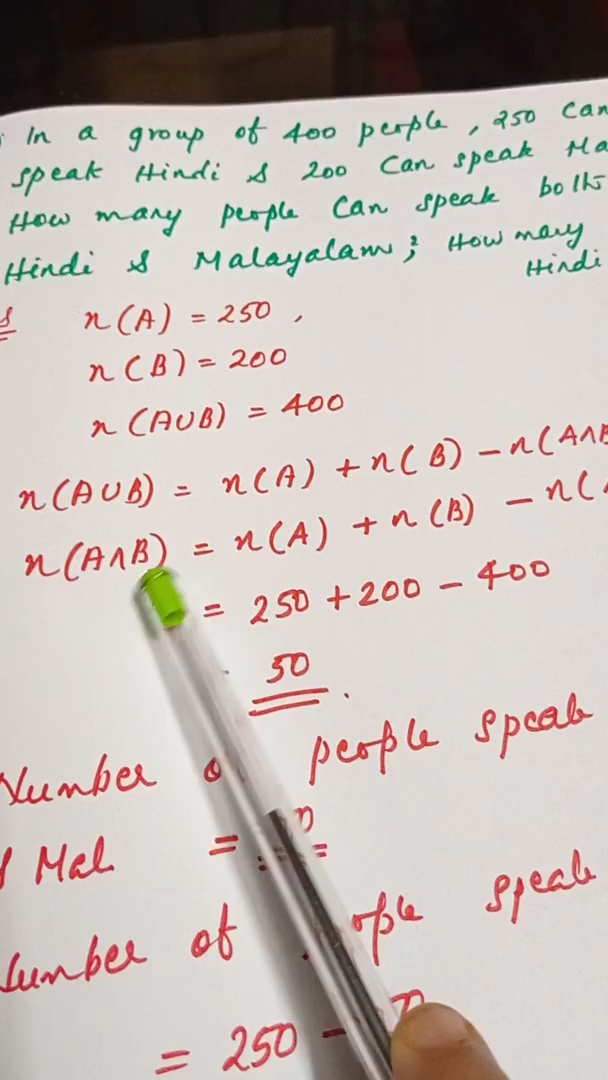 In a group of 400 people, 250 can
speak Hindi & 200 Can speak
How many people Can speak both
Hindi & Malayalam; How many
Hindi
n(A) = 250,
n(B) = 200
n(A∪B) = 400
n(A∪B) = n(A) + n(B) - n(A∩B
n(A∩B) = n(A) + n(B) - n(
= 250 + 200 - 400
50
Number people speak
& Mal =
Number of speak
= 250 -